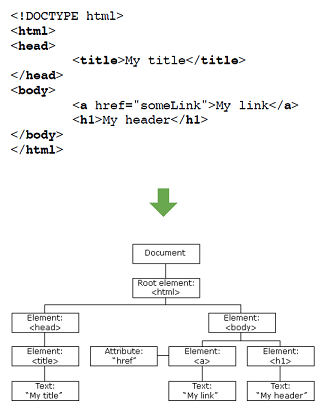 <!DOCTYPE html>
<html>
<head>
<title>My title</title>
</head>
<body>
<a href="someLink">My link</a>
<h1>My header</h1>
</body>
</html>
Document
Root element:
<html>
Element:
<head>
Element:
<body>
Element:
<title>
Attribute:
"href"
Element:
<a>
Element:
<h1>
Text:
"My title"
Text:
"My link"
Text:
"My header"